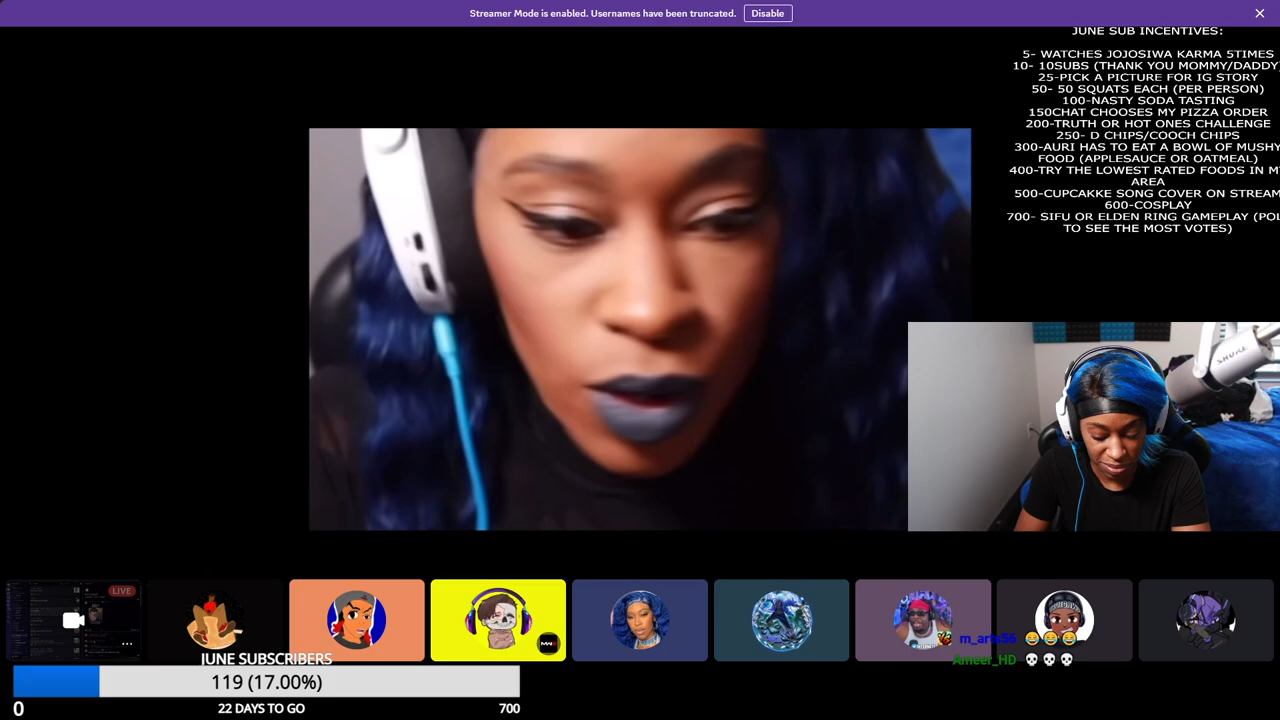 Streamer Mode is enabled. Usernames have been truncated.
Disable
JUNE SUB INCENTIVES:
5- WATCHES JOJOSIWA KARMA 5TIMES
10- 10SUBS (THANK YOU MOMMY/DADDY)
25-PICK A PICTURE FOR IG STORY
50- 50 SQUATS EACH (PER PERSON)
100-NASTY SODA TASTING
150CHAT CHOOSES MY PIZZA ORDER
200-TRUTH OR HOT ONES CHALLENGE
250- D CHIPS/COOCH CHIPS
300-AURI HAS TO EAT A BOWL OF MUSHY
FOOD (APPLESAUCE OR OATMEAL)
400-TRY THE LOWEST RATED FOODS IN
AREA
500-CUPCAKKE SONG COVER ON STREAM
600-COSPLAY
700- SIFU OR ELDEN RING GAMEPLAY
TO SEE THE MOST VOTES)
SHURE
LIVE
Ameer_HD
JUNE SUBSCRIBERS
119 (17.00%)
0
22 DAYS TO GO
700